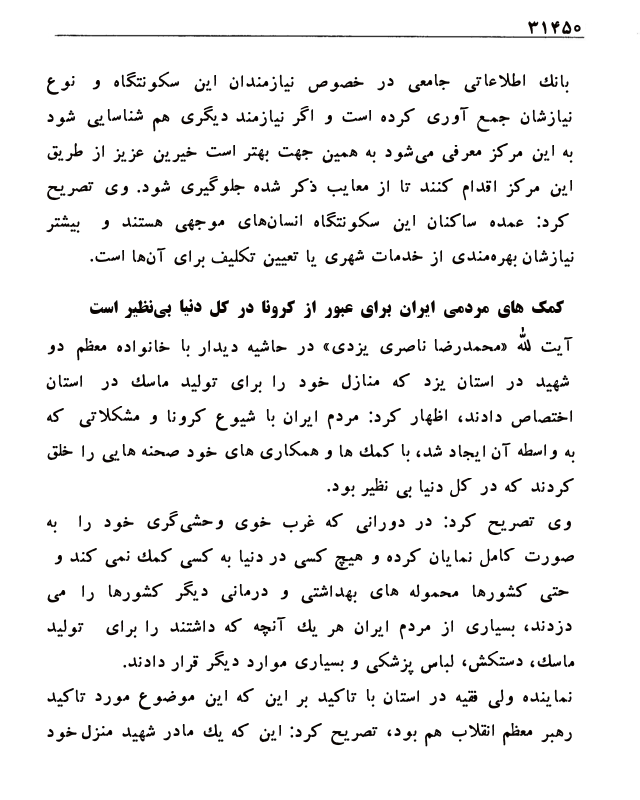 ۳۱۴۵۰
بانك اطلاعاتی جامعی در خصوص نیازمندان این سکونتگاه و نوع
نیازشان جمع آوری کرده است و اگر نیازمند دیگری هم شناسایی شود
به این مرکز معرفی می‌شود به همین جهت بهتر است خیرین عزیز از طریق
این مرکز اقدام کنند تا از معایب ذکر شده جلوگیری شود. وی تصریح
کرد: عمده ساکنان این سکونتگاه انسان‌های موجهی هستند و بیشتر
نیازشان بهره‌مندی از خدمات شهری یا تعیین تکلیف برای آن‌ها است.
کمک های مردمی ایران برای عبور از کرونا در کل دنیا بی‌نظیر است
آیت الله «محمدرضا ناصری یزدی» در حاشیه دیدار با خانواده معظم دو
شهید در استان یزد که منازل خود را برای تولید ماسك در استان
اختصاص دادند، اظهار کرد: مردم ایران با شیوع کرونا و مشکلاتی که
به واسطه آن ایجاد شد، با کمك ها و همکاری های خود صحنه هایی را خلق
کردند که در کل دنیا بی نظیر بود.
وی تصریح کرد: در دورانی که غرب خوی وحشی‌گری خود را به
صورت کامل نمایان کرده و هیچ کسی در دنیا به کسی کمك نمی کند و
حتی کشورها محموله های بهداشتی و درمانی دیگر کشورها را می
دزدند، بسیاری از مردم ایران هر یك آنچه که داشتند را برای تولید
ماسك، دستکش، لباس پزشکی و بسیاری موارد دیگر قرار دادند.
نماینده ولی فقیه در استان با تاکید بر این که این موضوع مورد تاکید
رهبر معظم انقلاب هم بود، تصریح کرد: این که یك مادر شهید منزل خود